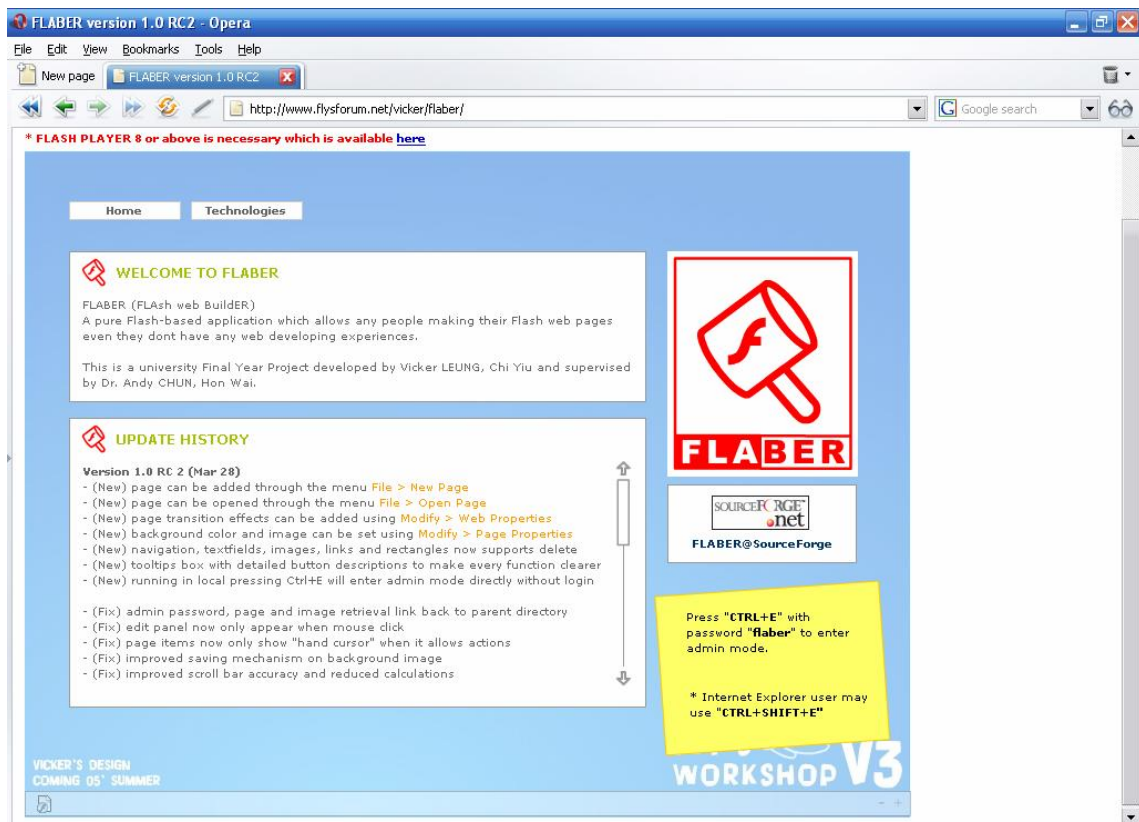 FLABER version 1.0 RC2 - Opera
File Edit View Bookmarks Tools Help
New page FLABER version 1.0 RC2
http://www.flysforum.net/vicker/flaber/ G Google search
* FLASH PLAYER 8 or above is necessary which is available here
Home Technologies
WELCOME TO FLABER
FLABER (FLAsh web BuildER)
A pure Flash-based application which allows any people making their Flash web pages
even they dont have any web developing experiences.
This is a university Final Year Project developed by Vicker LEUNG, Chi Yiu and supervised
by Dr. Andy CHUN, Hon Wai.
UPDATE HISTORY
Version 1.0 RC 2 (Mar 28)
- (New) page can be added through the menu File > New Page
- (New) page can be opened through the menu File > Open Page
- (New) page transition effects can be added using Modify > Web Properties
- (New) background color and image can be set using Modify > Page Properties
- (New) navigation, textfields, images, links and rectangles now supports delete
- (New) tooltips box with detailed button descriptions to make every function clearer
- (New) running in local pressing Ctrl+E will enter admin mode directly without login
- (Fix) admin password, page and image retrieval link back to parent directory
- (Fix) edit panel now only appear when mouse click
- (Fix) page items now only show "hand cursor" when it allows actions
- (Fix) improved saving mechanism on background image
- (Fix) improved scroll bar accuracy and reduced calculations
FLABER
SOURCEFORGE
.net
FLABER@SourceForge
Press "CTRL+E" with
password "flaber" to enter
admin mode.
* Internet Explorer user may
use "CTRL+SHIFT+E"
VICKER'S DESIGN
COMING 05' SUMMER
WORKSHOP V3